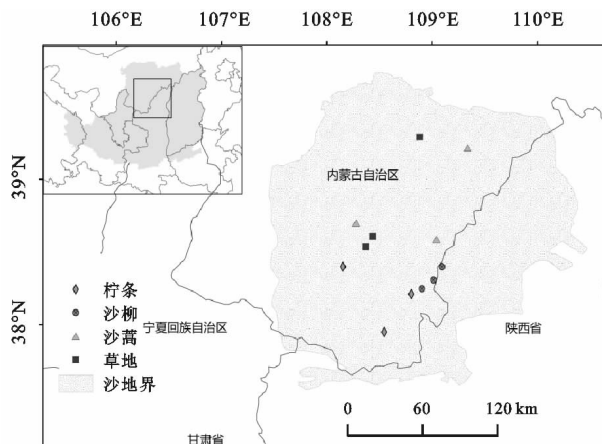 106°E 107°E 108°E 109°E 110°E
39°N
内蒙古自治区
38°N
柠条
沙柳
宁夏回族自治区
陕西省
沙蒿
草地
沙地界
甘肃省
0 60 120 km